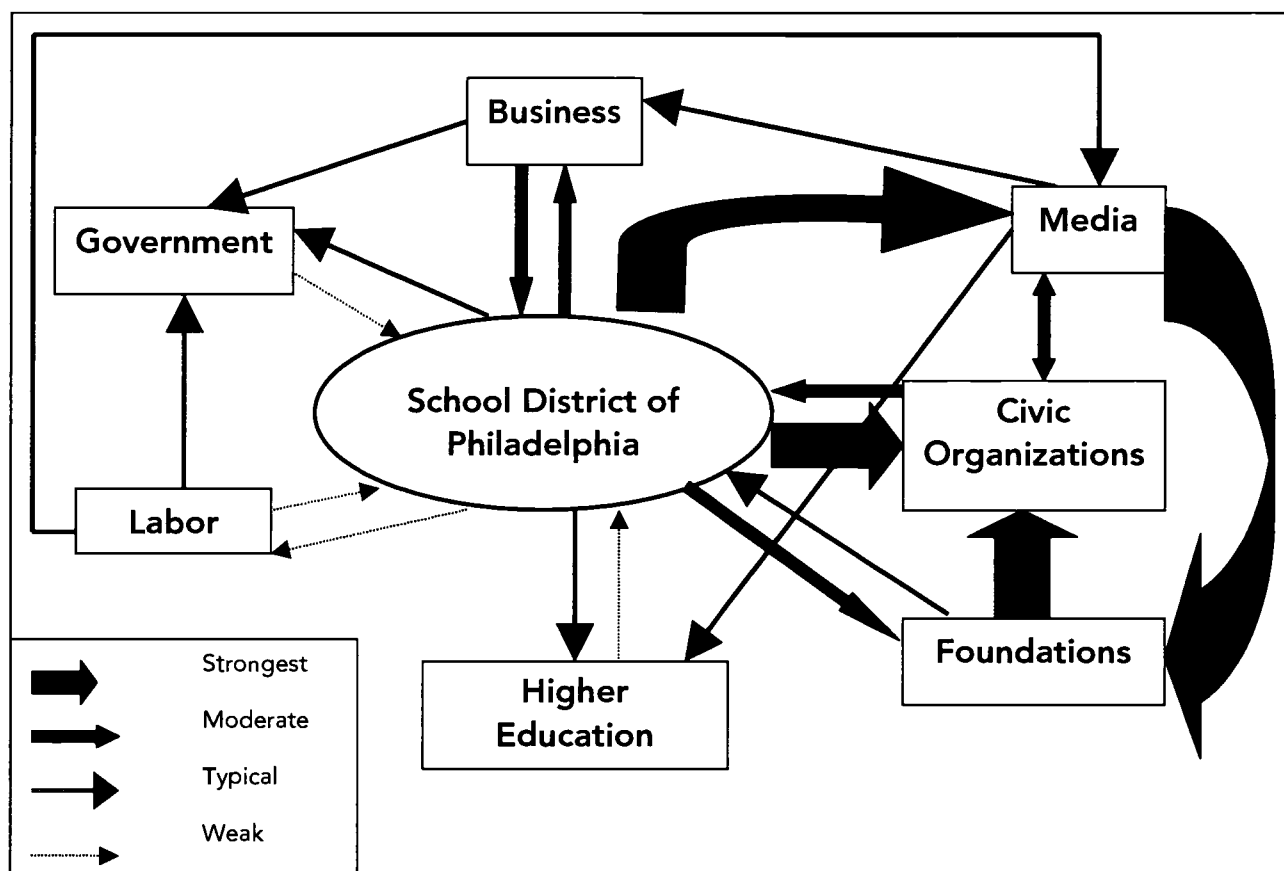 Business
Media
Government
School District of
Philadelphia
Civic
Organizations
Labor
Foundations
Higher
Education
Strongest
Moderate
Typical
Weak